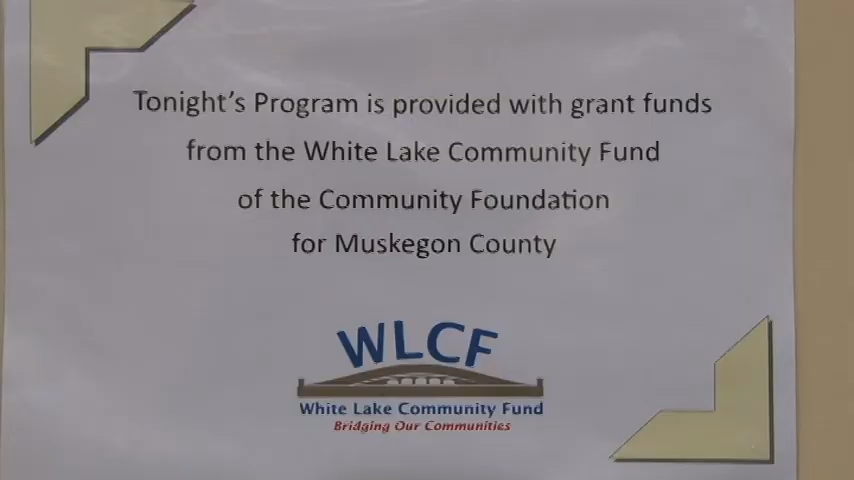 Tonight's Program is provided with grant funds
from the White Lake Community Fund
of the Community Foundation
for Muskegon County
WLCF
White Lake Community Fund
Bridging Our Communities